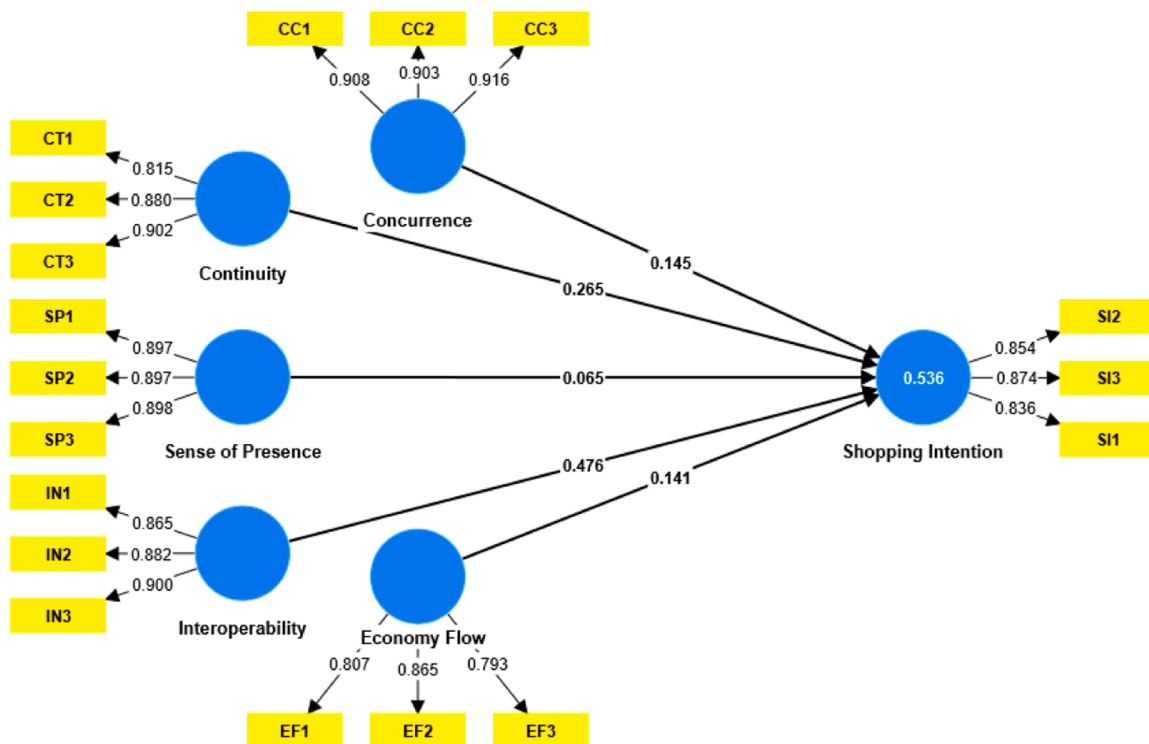 CC1 CC2 CC3
0.908 0.903 0.916
CT1
0.815
CT2
0.880
0.902
CT3
Concurrence
Continuity
0.145
0.265
SP1
0.897
SP2
0.897
0.898
SP3
Sense of Presence
0.065
0.536
Shopping Intention
SI2
0.854
SI3
0.874
0.836
SI1
IN1
0.865
IN2
0.882
0.900
IN3
Interoperability
0.476
0.141
Economy Flow
0.807 0.865 0.793
EF1 EF2 EF3